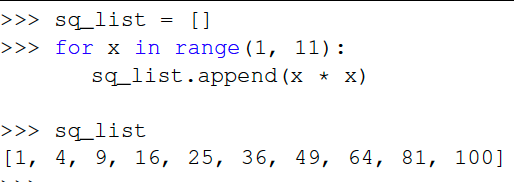 >>> sq_list = []
>>> for x in range(1, 11):
        sq_list.append(x * x)
>>> sq_list
[1, 4, 9, 16, 25, 36, 49, 64, 81, 100]
>>>